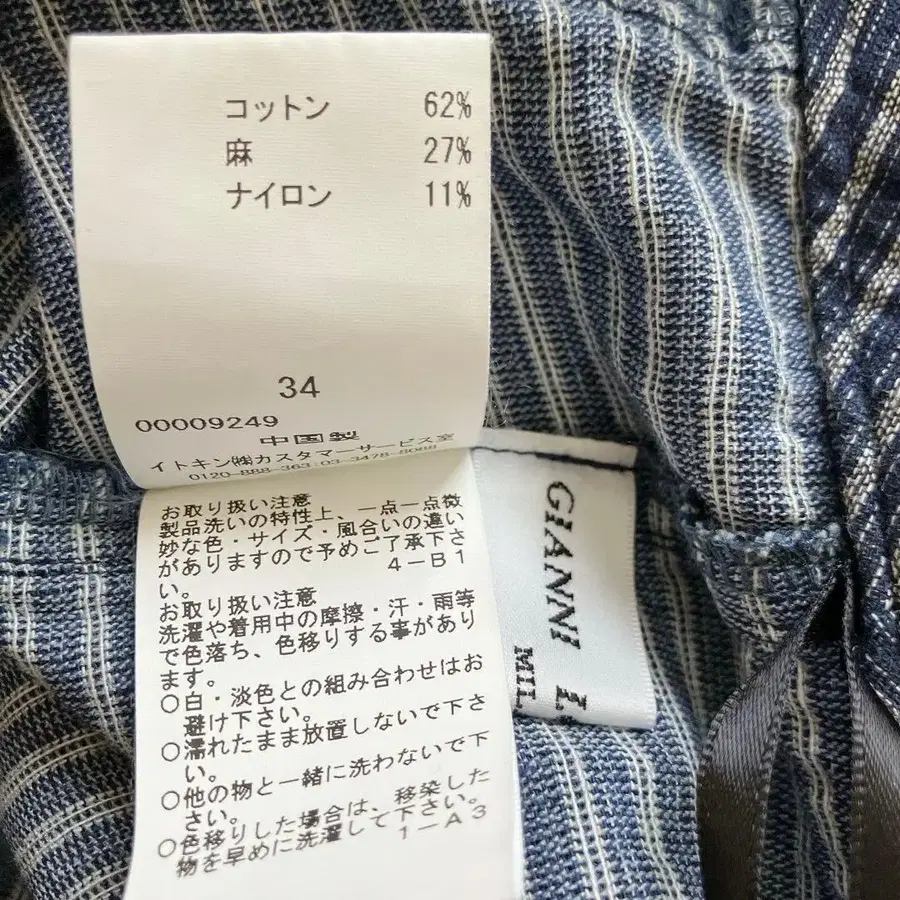 コットン 62%
麻 27%
ナイロン 11%
34
00009249
中国製
イトキン㈱カスタマーサービス室
0120-888-363:03-3478-8088
お取り扱い注意
製品洗いの特性上、一点一点微
妙な色・サイズ・風合いの違い
がありますので予めご了承下さ
い。
4-B1
お取り扱い注意
洗濯や着用中の摩擦・汗・雨等
で色落ち、色移りする事があり
ます。
○白・淡色との組み合わせはお
避け下さい。
○濡れたまま放置しないで下さ
い。
○他の物と一緒に洗わないで下
さい。
○色移りした場合は、移染した
物を早めに洗濯して下さい。
1-A3
GIANNI
MIL